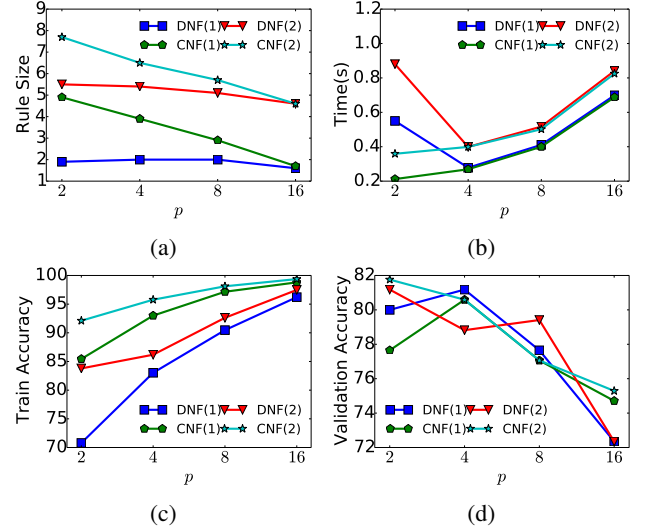 9
8
7
6
5
4
3
2
1
Rule Size
DNF(1) DNF(2)
CNF(1) CNF(2)
2 4 8 16
p
(a)
1.2
1.0
0.8
0.6
0.4
0.2
Time(s)
DNF(1) DNF(2)
CNF(1) CNF(2)
2 4 8 16
p
(b)
100
95
90
85
80
75
70
Train Accuracy
DNF(1) DNF(2)
CNF(1) CNF(2)
2 4 8 16
p
(c)
82
80
78
76
74
72
Validation Accuracy
DNF(1) DNF(2)
CNF(1) CNF(2)
2 4 8 16
p
(d)